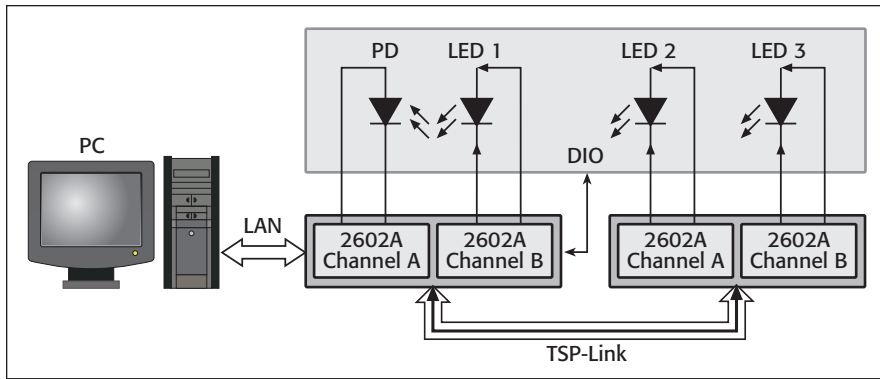 PD
LED 1
LED 2
LED 3
PC
DIO
LAN
2602A
Channel A
2602A
Channel B
2602A
Channel A
2602A
Channel B
TSP-Link